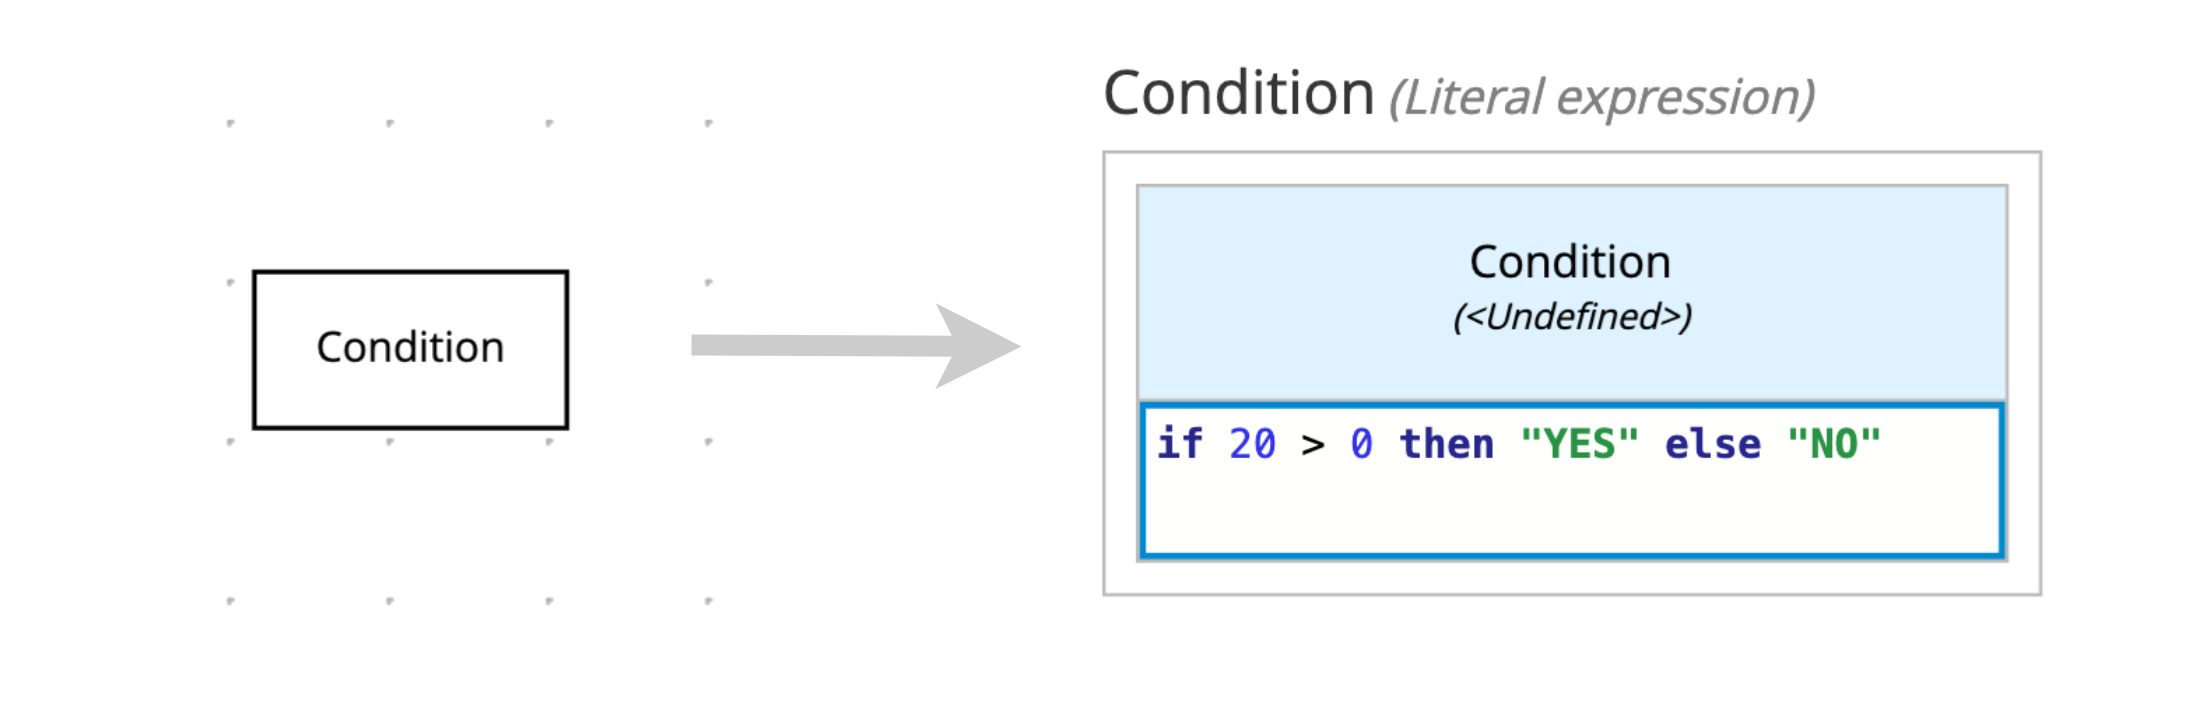 Condition
Condition (Literal expression)
Condition
(<Undefined>)
if 20 > 0 then "YES" else "NO"